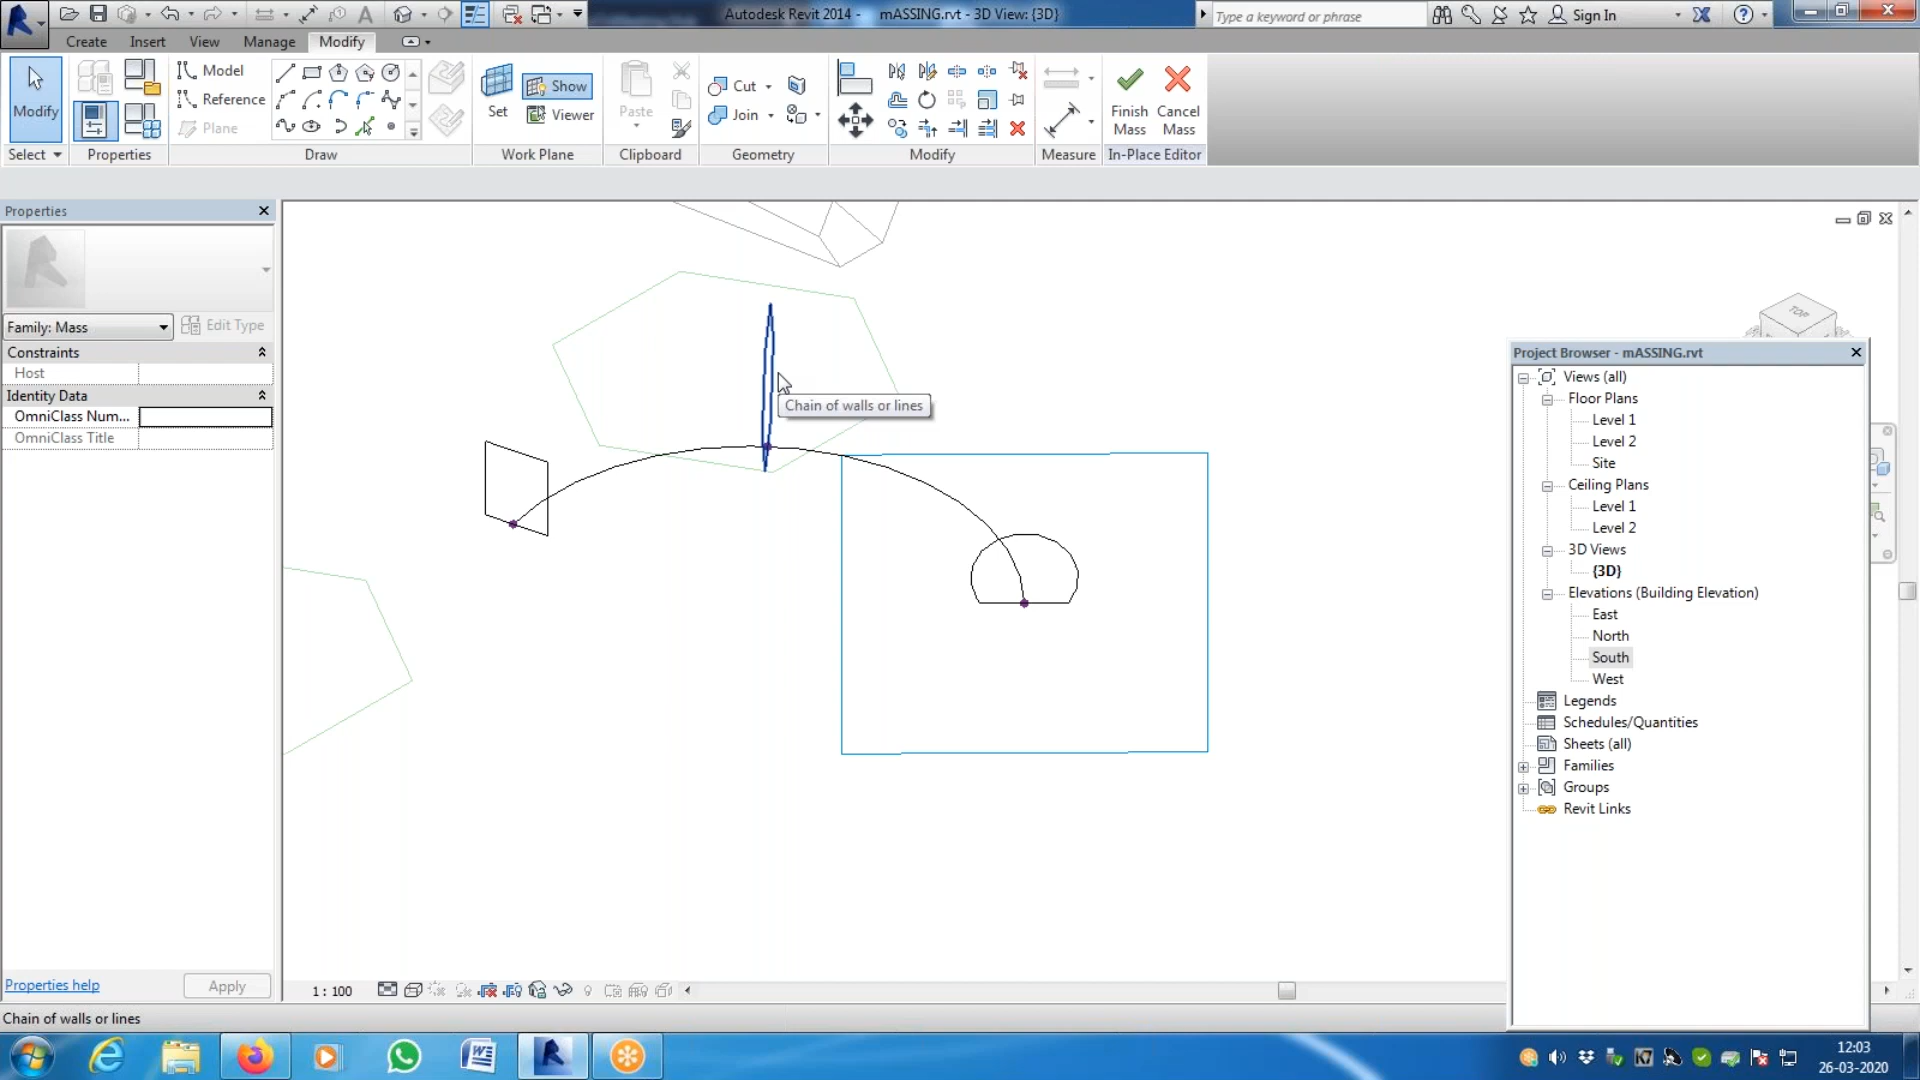 Autodesk Revit 2014 - mASSING.rvt - 3D View: {3D}
Type a keyword or phrase
Sign In
Create Insert View Manage Modify
Modify
Select
Properties
Model
Reference
Plane
Draw
Set
Show
Viewer
Work Plane
Paste
Clipboard
Cut
Join
Geometry
Modify
Measure
Finish Mass
Cancel Mass
In-Place Editor
Properties
Family: Mass
Edit Type
Constraints
Host
Identity Data
OmniClass Num...
OmniClass Title
Properties help
Apply
Chain of walls or lines
TOP
Project Browser - mASSING.rvt
Views (all)
Floor Plans
Level 1
Level 2
Site
Ceiling Plans
Level 1
Level 2
3D Views
{3D}
Elevations (Building Elevation)
East
North
South
West
Legends
Schedules/Quantities
Sheets (all)
Families
Groups
Revit Links
1 : 100
Chain of walls or lines
12:03
26-03-2020